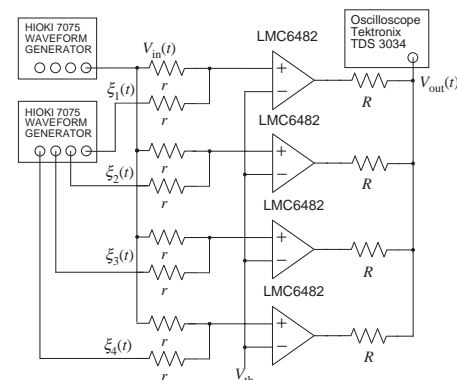 HIOKI 7075
WAVEFORM
GENERATOR
V_in(t)
LMC6482
Oscilloscope
Tektronix
TDS 3034
r
ξ_1(t)
+
−
R
V_out(t)
HIOKI 7075
WAVEFORM
GENERATOR
r
LMC6482
r
ξ_2(t)
+
−
R
r
LMC6482
r
ξ_3(t)
+
−
R
r
LMC6482
r
ξ_4(t)
+
−
R
r
V_th